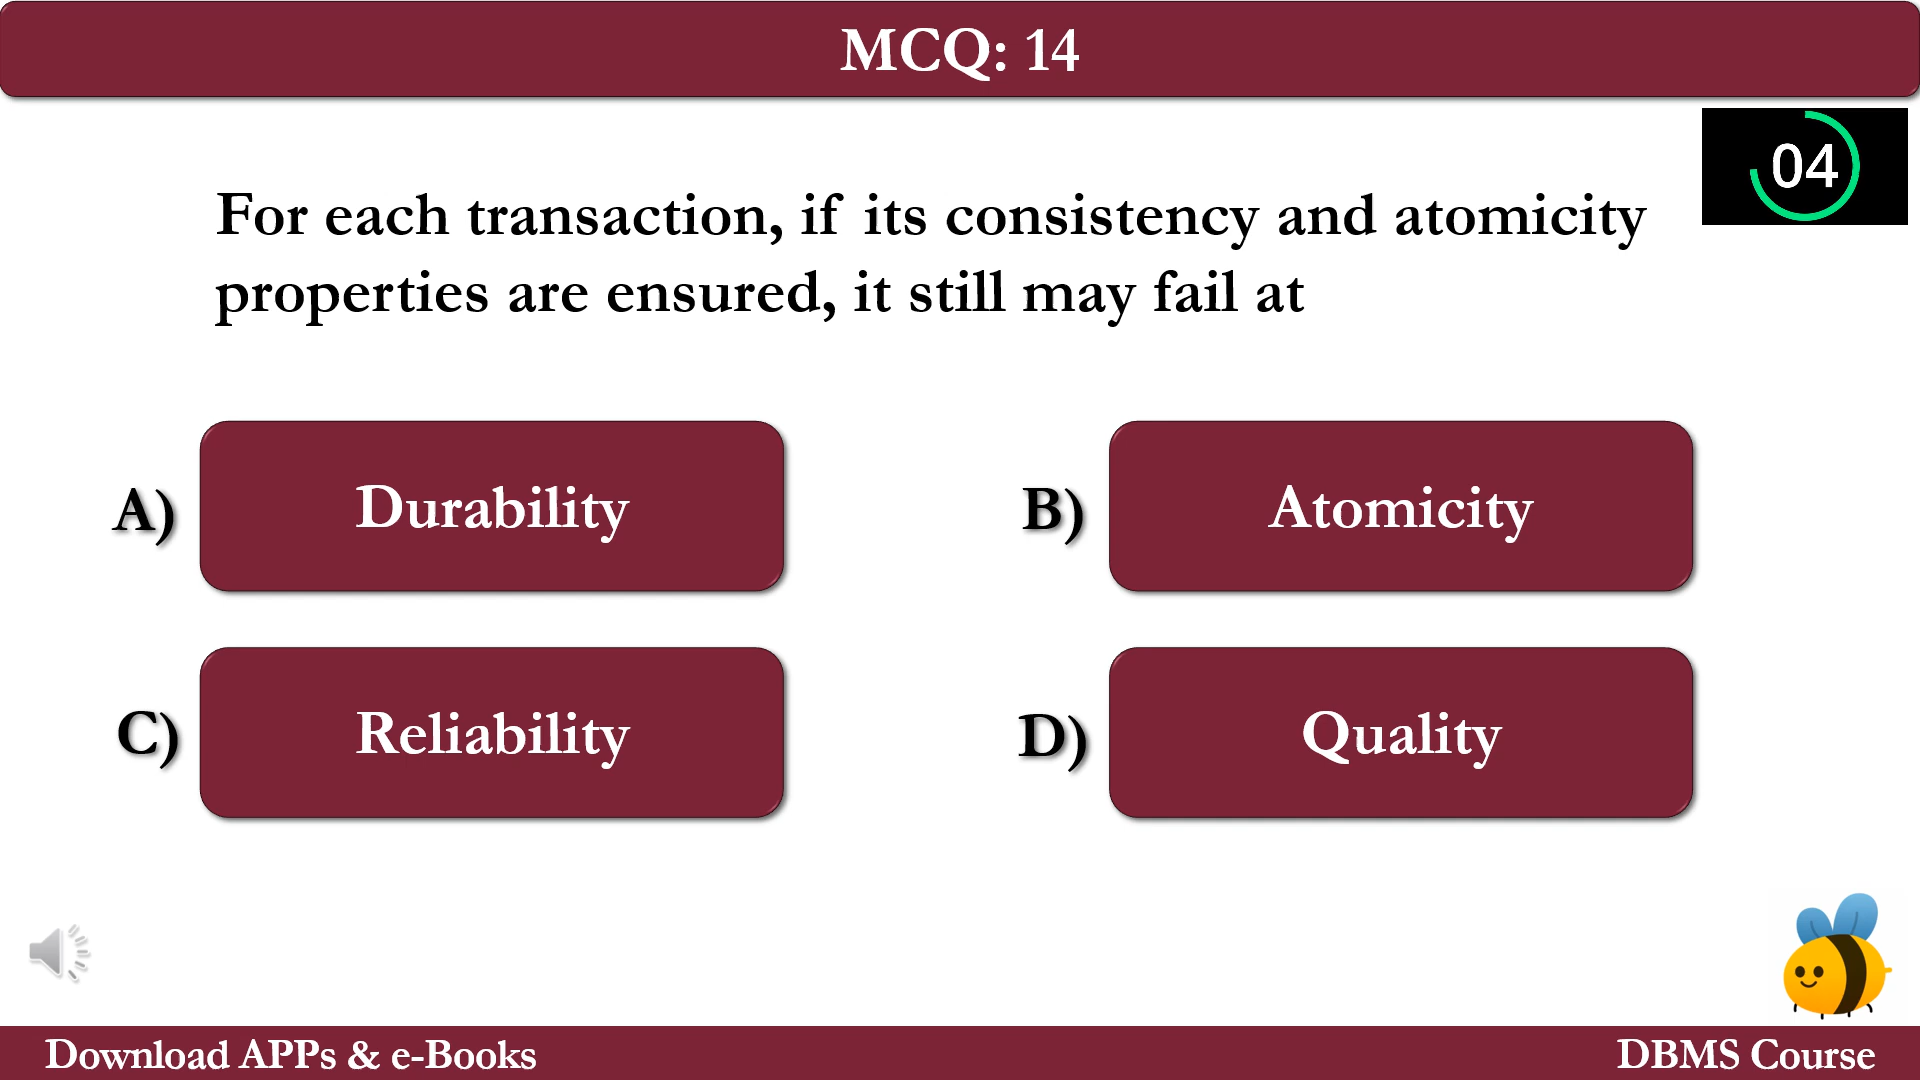 MCQ: 14
04
For each transaction, if its consistency and atomicity
properties are ensured, it still may fail at
A) Durability
B) Atomicity
C) Reliability
D) Quality
Download APPs & e-Books
DBMS Course